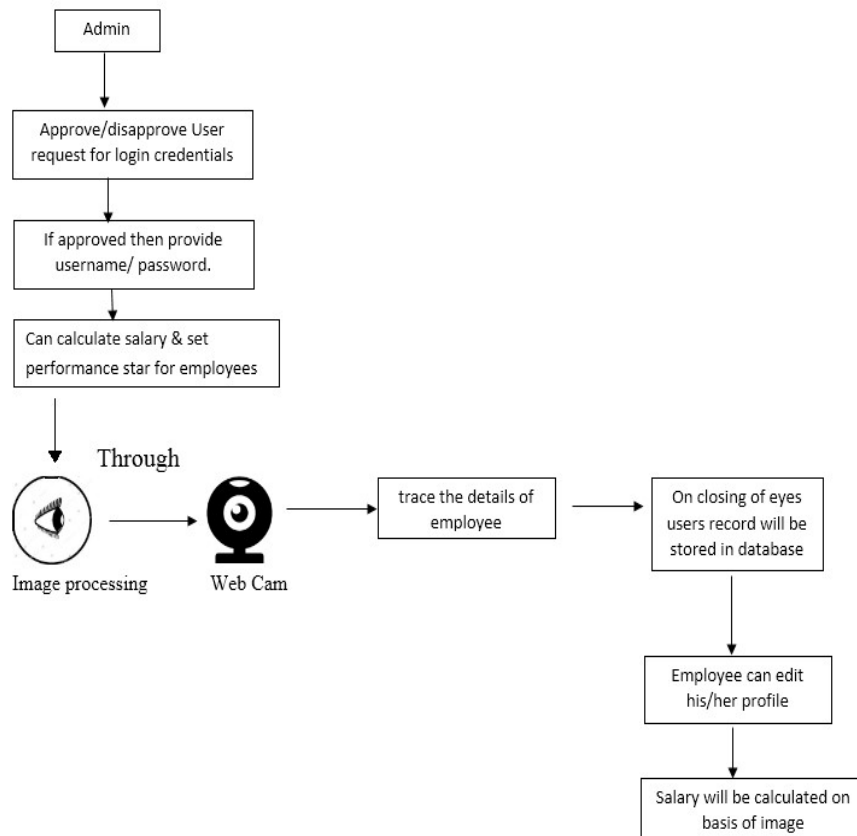 Admin
Approve/disapprove User
request for login credentials
If approved then provide
username/ password.
Can calculate salary & set
performance star for employees
Through
Image processing
Web Cam
trace the details of
employee
On closing of eyes
users record will be
stored in database
Employee can edit
his/her profile
Salary will be calculated on
basis of image